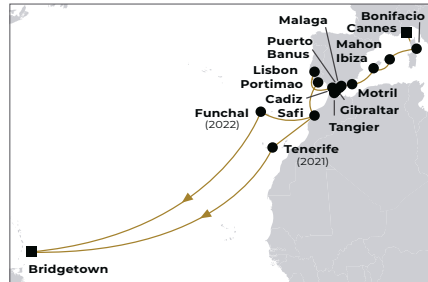 Malaga
Bonifacio
Cannes
Puerto
Banus
Mahon
Ibiza
Lisbon
Portimao
Cadiz
Safi
Motril
Gibraltar
Tangier
Funchal
(2022)
Tenerife
(2021)
Bridgetown